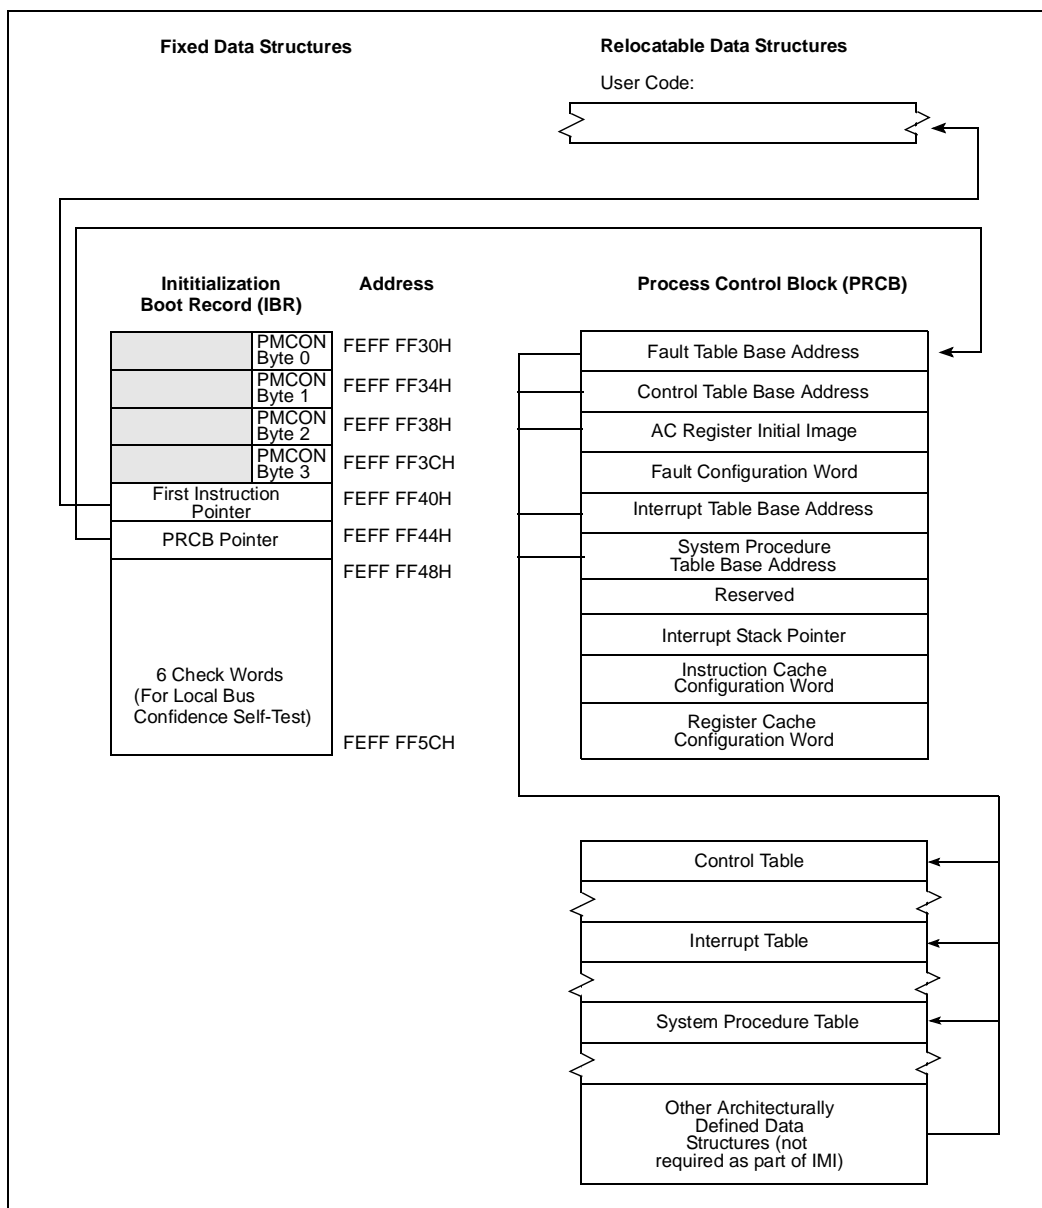 Fixed Data Structures
Relocatable Data Structures
User Code:
Inititialization
Boot Record (IBR)
Address
Process Control Block (PRCB)
PMCON
Byte 0
FEFF FF30H
PMCON
Byte 1
FEFF FF34H
PMCON
Byte 2
FEFF FF38H
PMCON
Byte 3
FEFF FF3CH
First Instruction
Pointer
FEFF FF40H
PRCB Pointer
FEFF FF44H
FEFF FF48H
6 Check Words
(For Local Bus
Confidence Self-Test)
FEFF FF5CH
Fault Table Base Address
Control Table Base Address
AC Register Initial Image
Fault Configuration Word
Interrupt Table Base Address
System Procedure
Table Base Address
Reserved
Interrupt Stack Pointer
Instruction Cache
Configuration Word
Register Cache
Configuration Word
Control Table
Interrupt Table
System Procedure Table
Other Architecturally
Defined Data
Structures (not
required as part of IMI)